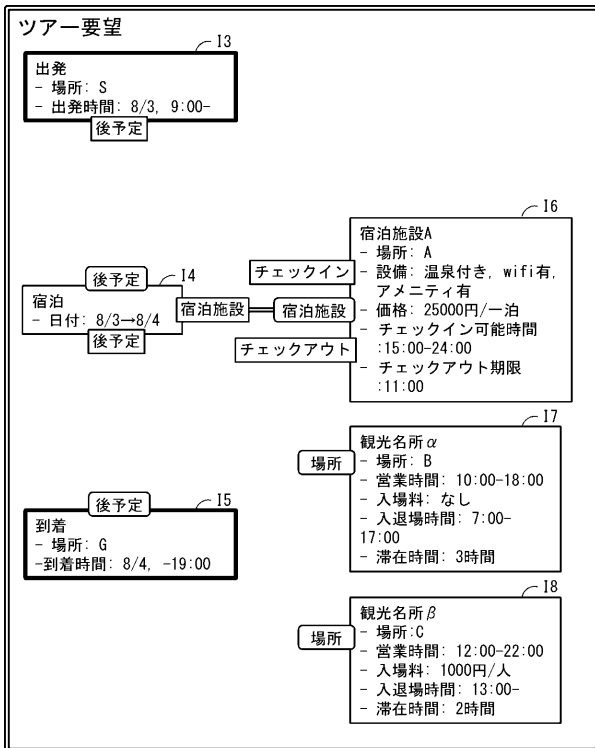 ツアー要望
I3
出発
- 場所: S
- 出発時間: 8/3, 9:00-
後予定
I6
宿泊施設A
- 場所: A
- 設備: 温泉付き, wifi有,
アメニティ有
- 価格: 25000円/一泊
- チェックイン可能時間
:15:00-24:00
- チェックアウト期限
:11:00
チェックイン
宿泊施設
チェックアウト
後予定
I4
宿泊
- 日付: 8/3→8/4
宿泊施設
後予定
I7
観光名所α
- 場所: B
- 営業時間: 10:00-18:00
- 入場料: なし
- 入退場時間: 7:00-
17:00
- 滞在時間: 3時間
場所
後予定
I5
到着
- 場所: G
-到着時間: 8/4, -19:00
I8
観光名所β
- 場所:C
- 営業時間: 12:00-22:00
- 入場料: 1000円/人
- 入退場時間: 13:00-
- 滞在時間: 2時間
場所